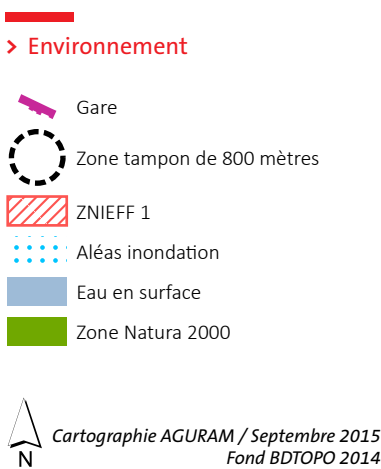 > Environnement
Gare
Zone tampon de 800 mètres
ZNIEFF 1
Aléas inondation
Eau en surface
Zone Natura 2000
N
Cartographie AGURAM / Septembre 2015
Fond BDTOPO 2014